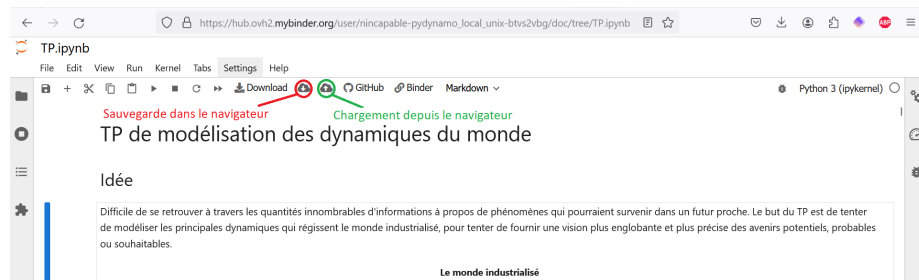 https://hub.ovh2.mybinder.org/user/nincapable-pydynamo_local_unix-btvs2vbg/doc/tree/TP.ipynb
ABP
TP.ipynb
File Edit View Run Kernel Tabs Settings Help
Download GitHub Binder Markdown Python 3 (ipykernel)
Sauvegarde dans le navigateur Chargement depuis le navigateur
TP de modélisation des dynamiques du monde
Idée
Difficile de se retrouver à travers les quantités innombrables d'informations à propos de phénomènes qui pourraient survenir dans un futur proche. Le but du TP est de tenter
de modéliser les principales dynamiques qui régissent le monde industrialisé, pour tenter de fournir une vision plus englobante et plus précise des avenirs potentiels, probables
ou souhaitables.
Le monde industrialisé